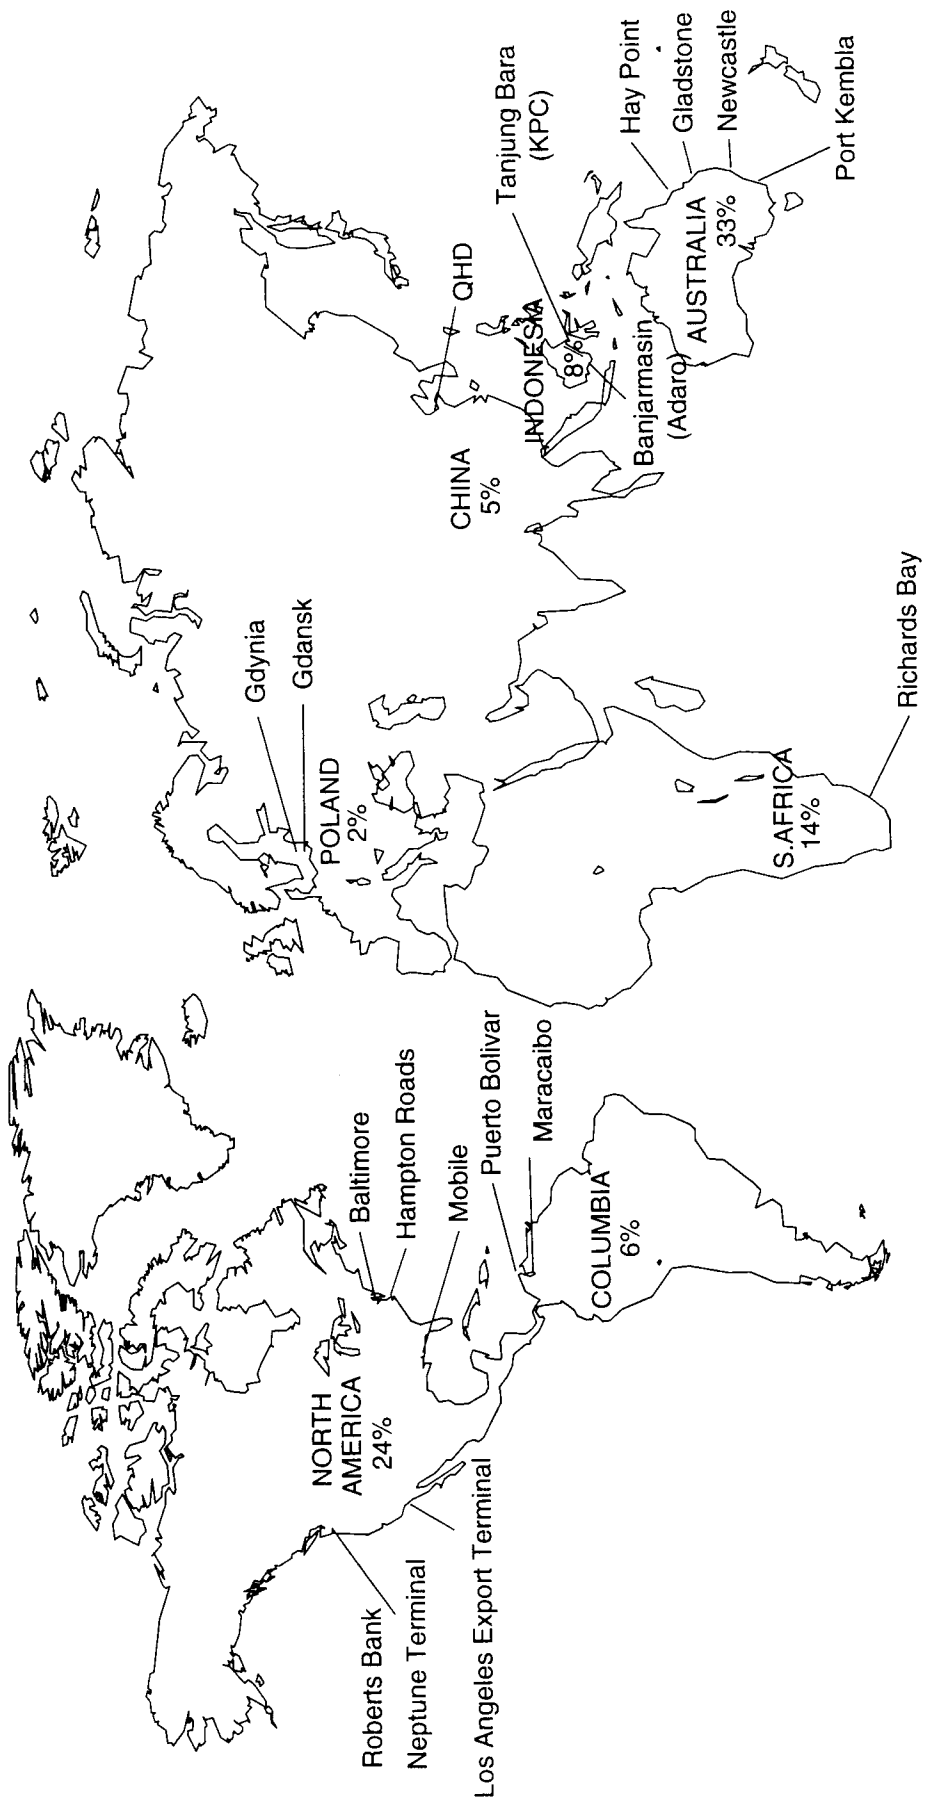 Roberts Bank
Neptune Terminal
Los Angeles Export Terminal
NORTH
AMERICA
24%
Baltimore
Hampton Roads
Mobile
Puerto Bolivar
Maracaibo
COLUMBIA
6%
Gdynia
Gdansk
POLAND
2%
S.AFRICA
14%
Richards Bay
CHINA
5%
QHD
INDONESIA
8%
Tanjung Bara
(KPC)
Banjarmasin
(Adaro)
AUSTRALIA
33%
Hay Point
Gladstone
Newcastle
Port Kembla